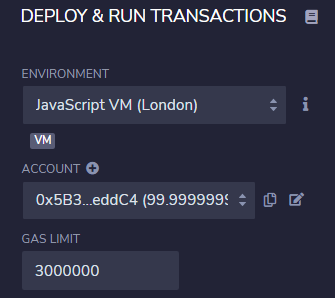 DEPLOY & RUN TRANSACTIONS
ENVIRONMENT
JavaScript VM (London)
VM
ACCOUNT
0x5B3...eddC4 (99.9999999
GAS LIMIT
3000000